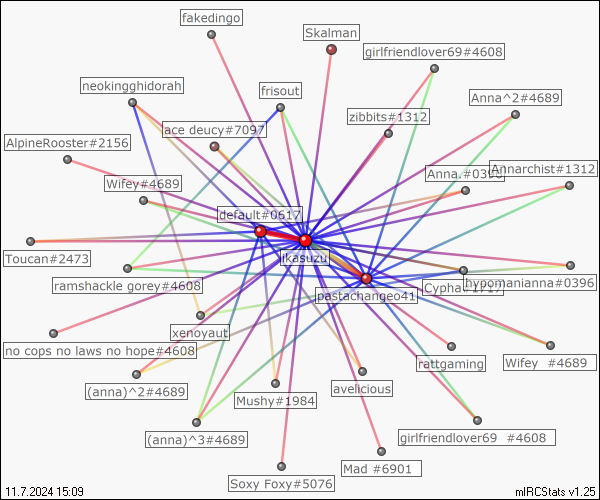 fakedingo
Skalman
girlfriendlover69#4608
neokingghidorah
frisout
Anna^2#4689
zibbits#1312
ace deucy#7097
AlpineRooster#2156
Annarchist#1312
Anna.#0396
Wifey#4689
default#0617
Toucan#2473
ikasuzu
ramshackle gorey#4608
hypomanianna#0396
Cypha#1717
pastachangeo41
xenoyaut
no cops no laws no hope#4608
rattgaming
Wifey #4689
(anna)^2#4689
avelicious
Mushy#1984
(anna)^3#4689
girlfriendlover69 #4608
Mad #6901
Soxy Foxy#5076
11.7.2024 15:09
mIRCStats v1.25